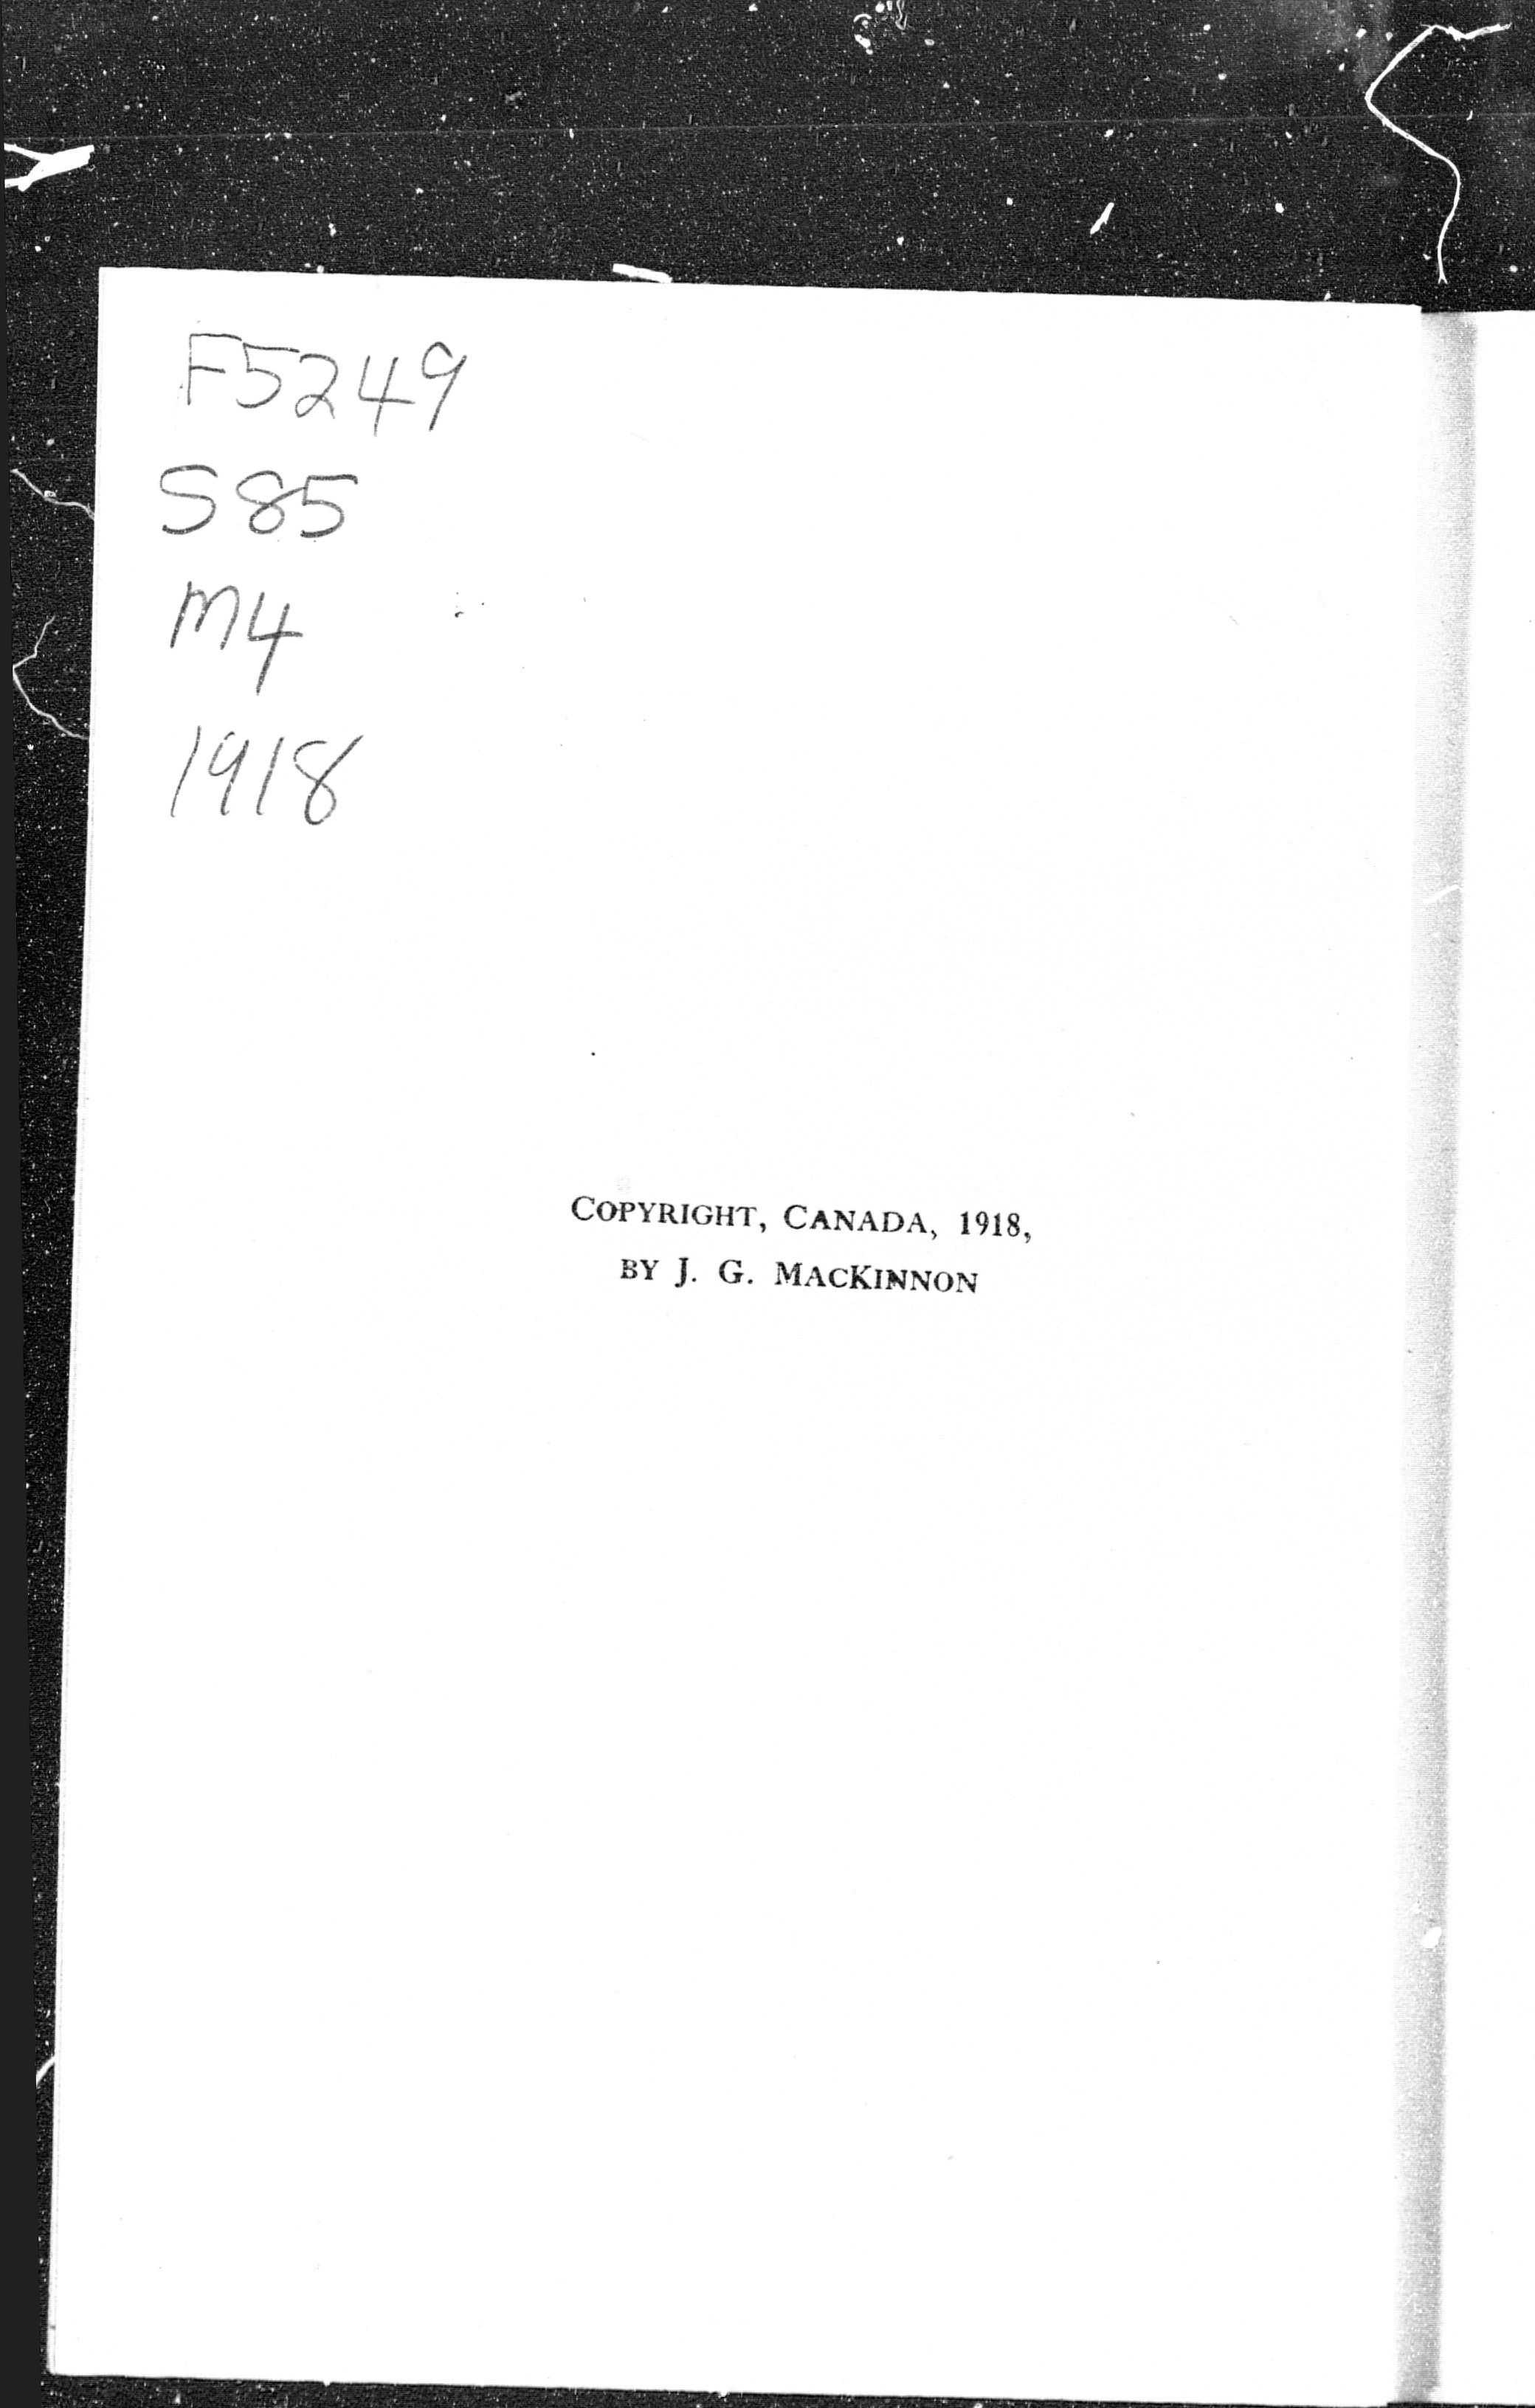 F5249
S85
M4
1918
COPYRIGHT, CANADA, 1918,
BY J. G. MACKINNON